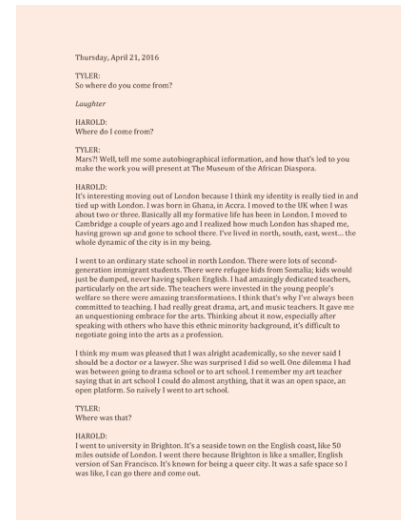 Thursday, April 21, 2016
TYLER:
So where do you come from?
Laughter
HAROLD:
Where do I come from?
TYLER:
Mars?! Well, tell me some autobiographical information, and how that's led to you
make the work you will present at The Museum of the African Diaspora.
HAROLD:
It's interesting moving out of London because I think my identity is really tied in and
tied up with London. I was born in Ghana, in Accra. I moved to the UK when I was
about two or three. Basically all my formative life has been in London. I moved to
Cambridge a couple of years ago and I realized how much London has shaped me,
having grown up and gone to school there. I've lived in north, south, east, west... the
whole dynamic of the city is in my being.
I went to an ordinary state school in north London. There were lots of second-
generation immigrant students. There were refugee kids from Somalia; kids would
just be dumped, never having spoken English. I had amazingly dedicated teachers,
particularly on the art side. The teachers were invested in the young people's
welfare so there were amazing transformations. I think that's why I've always been
committed to teaching. I had really great drama, art, and music teachers. It gave me
an unquestioning embrace for the arts. Thinking about it now, especially after
speaking with others who have this ethnic minority background, it's difficult to
negotiate going into the arts as a profession.
I think my mum was pleased that I was alright academically, so she never said I
should be a doctor or a lawyer. She was surprised I did so well. One dilemma I had
was between going to drama school or to art school. I remember my art teacher
saying that in art school I could do almost anything, that it was an open space, an
open platform. So naively I went to art school.
TYLER:
Where was that?
HAROLD:
I went to university in Brighton. It's a seaside town on the English coast, like 50
miles outside of London. I went there because Brighton is like a smaller, English
version of San Francisco. It's known for being a queer city. It was a safe space so I
was like, I can go there and come out.